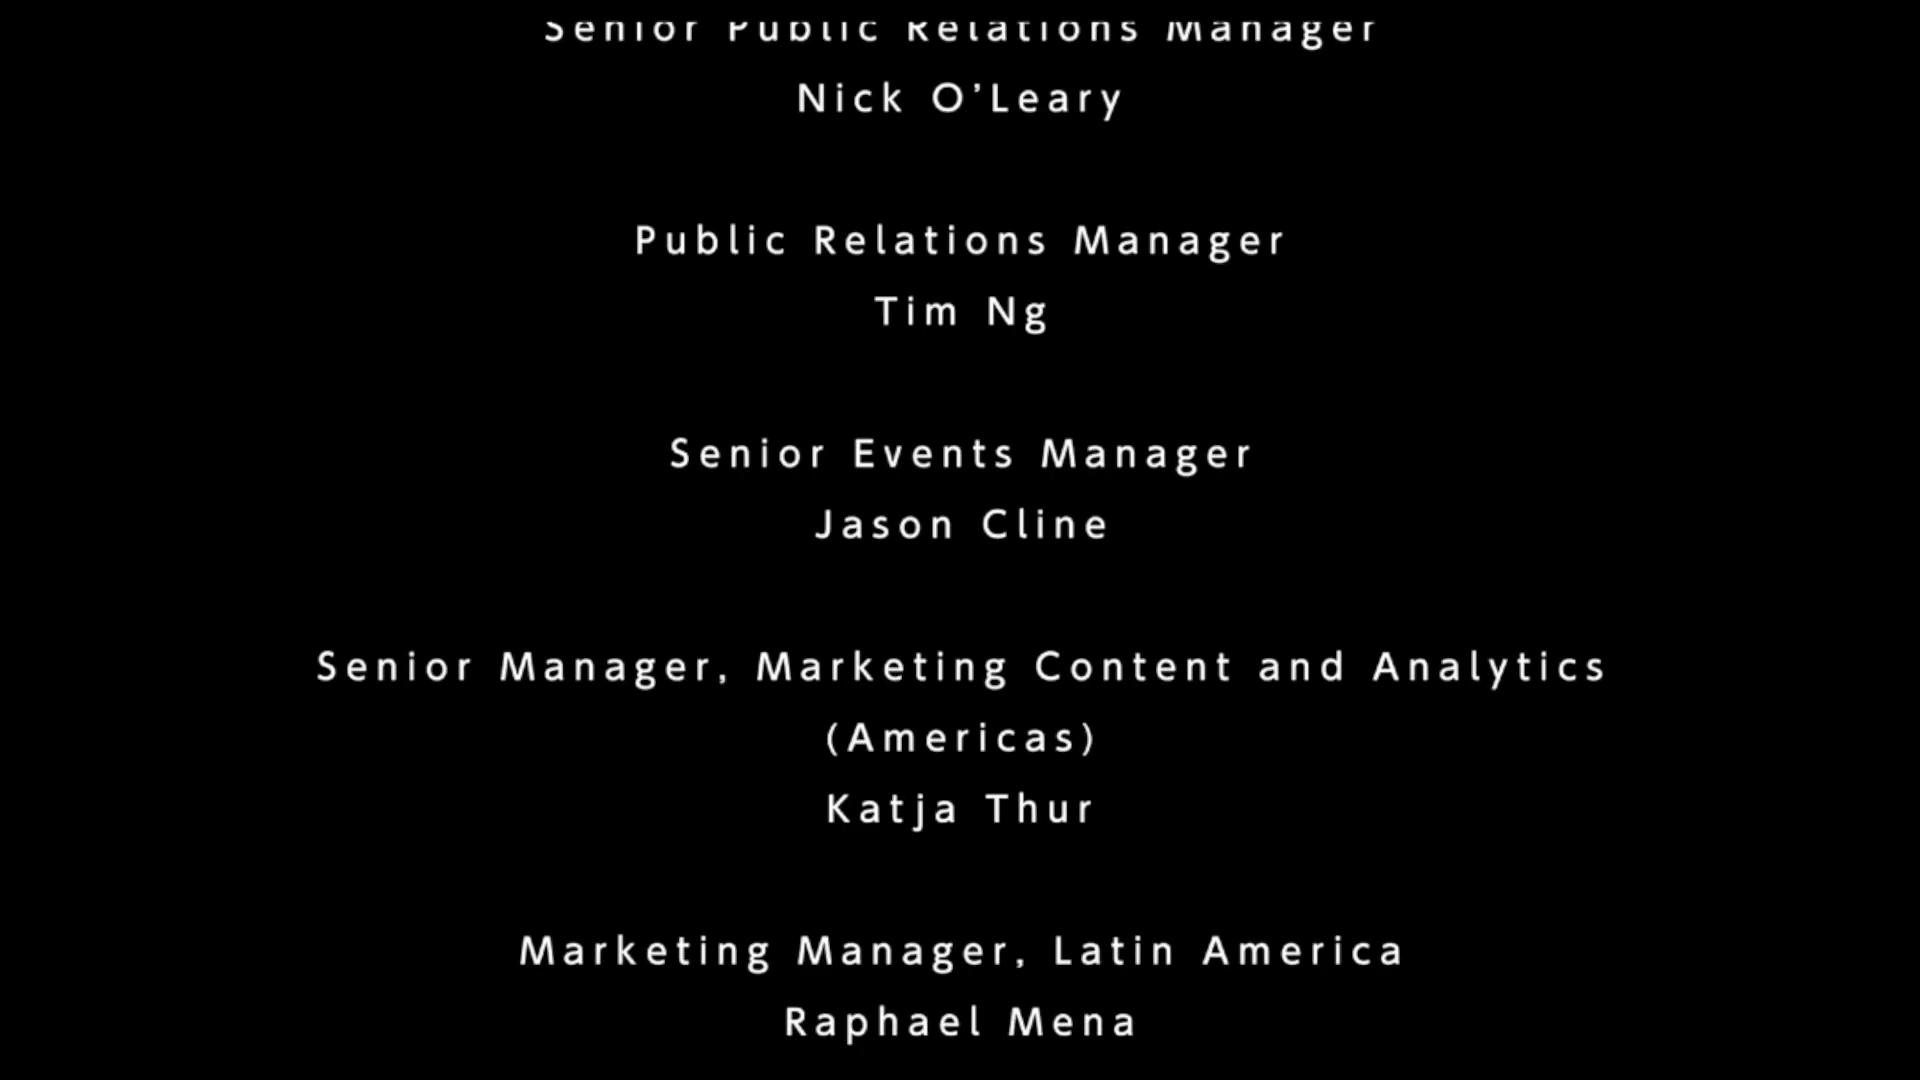 Senior Public Relations Manager
Nick O’Leary
Public Relations Manager
Tim Ng
Senior Events Manager
Jason Cline
Senior Manager, Marketing Content and Analytics
(Americas)
Katja Thur
Marketing Manager, Latin America
Raphael Mena